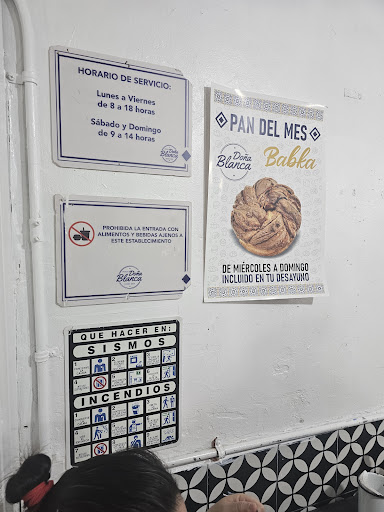 HORARIO DE SERVICIO:
Lunes a Viernes
de 8 a 18 horas
Sábado y Domingo
de 9 a 14 horas
Doña
Blanca
PROHIBIDA LA ENTRADA CON
ALIMENTOS Y BEBIDAS AJENOS A
ESTE ESTABLECIMIENTO
Doña
Blanca
QUE HACER EN:
SISMOS
INCENDIOS
PAN DEL MES
Doña
Blanca
Babka
DE MIÉRCOLES A DOMINGO
INCLUIDO EN TU DESAYUNO